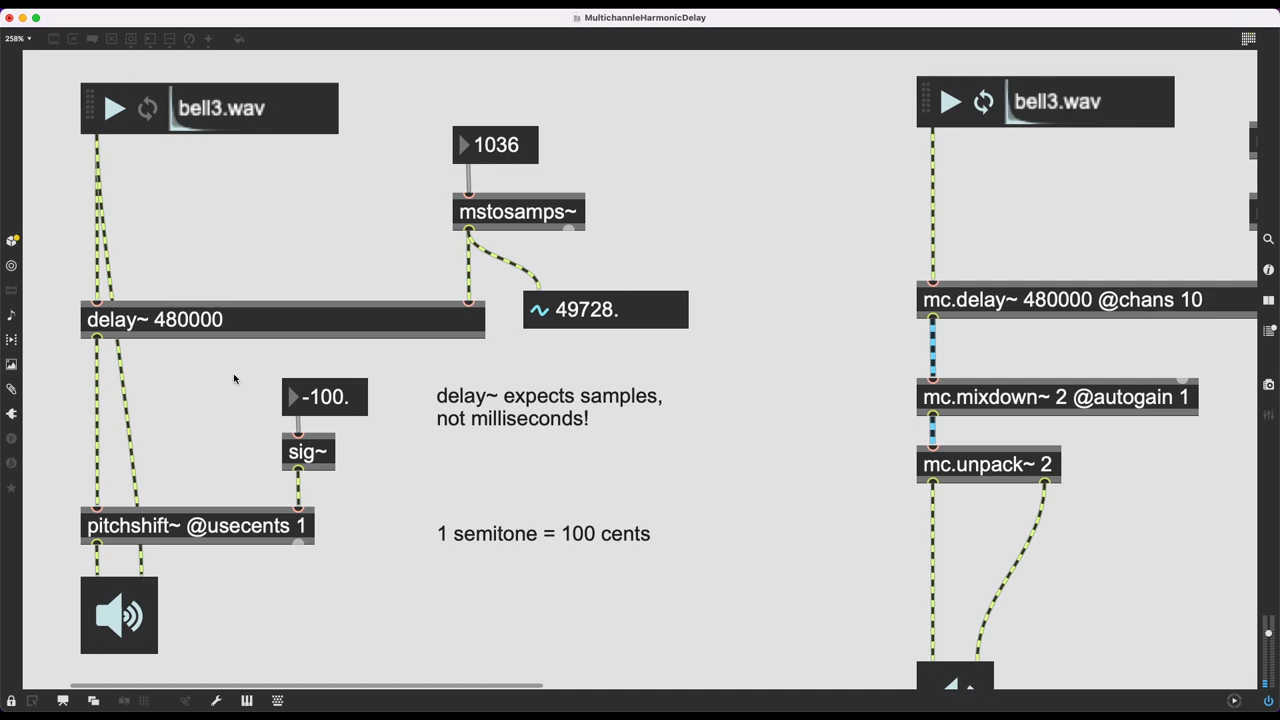 MultichannleHarmonicDelay
258%
bell3.wav
bell3.wav
1036
mstosamps~
49728.
delay~ 480000
mc.delay~ 480000 @chans 10
-100.
delay~ expects samples,
not milliseconds!
mc.mixdown~ 2 @autogain 1
sig~
mc.unpack~ 2
pitchshift~ @usecents 1
1 semitone = 100 cents